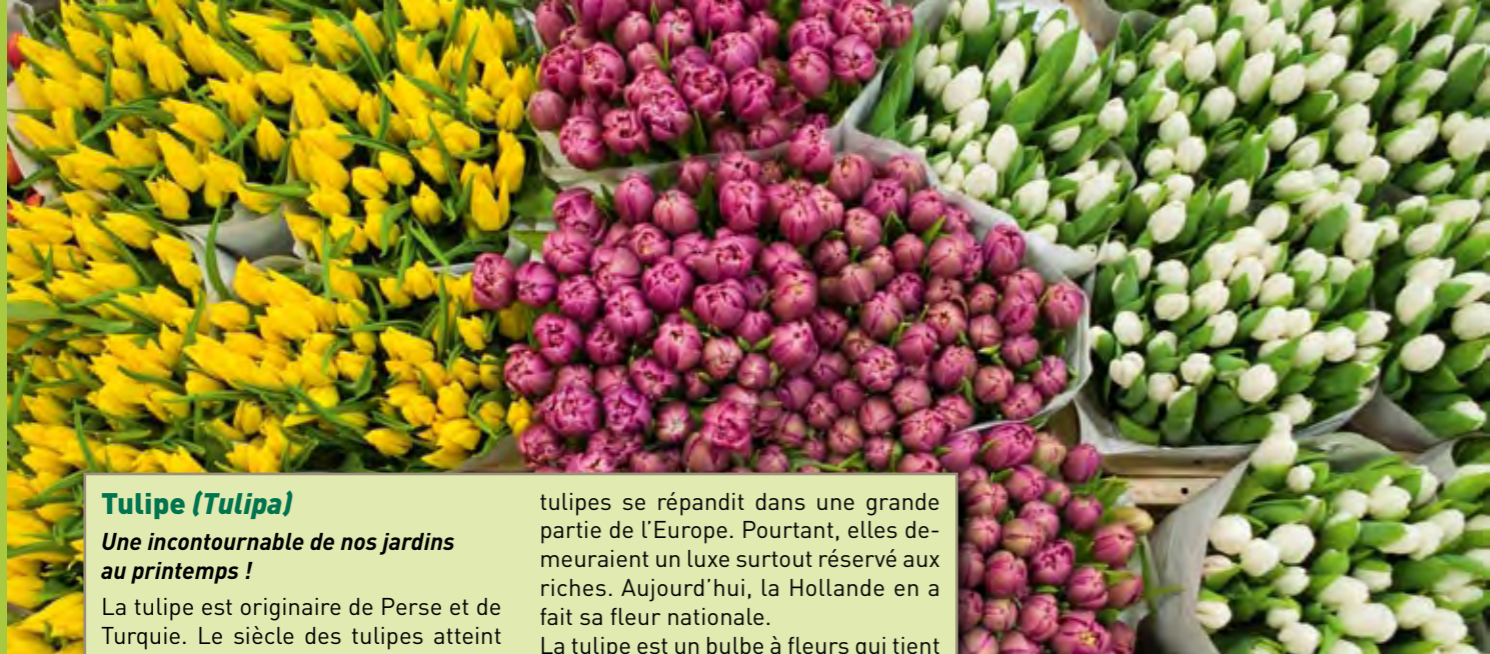 Tulipe (Tulipa)
Une incontournable de nos jardins
au printemps !
La tulipe est originaire de Perse et de
Turquie. Le siècle des tulipes atteint
tulipes se répandit dans une grande
partie de l'Europe. Pourtant, elles de-
meuraient un luxe surtout réservé aux
riches. Aujourd'hui, la Hollande en a
fait sa fleur nationale.
La tulipe est un bulbe à fleurs qui tient